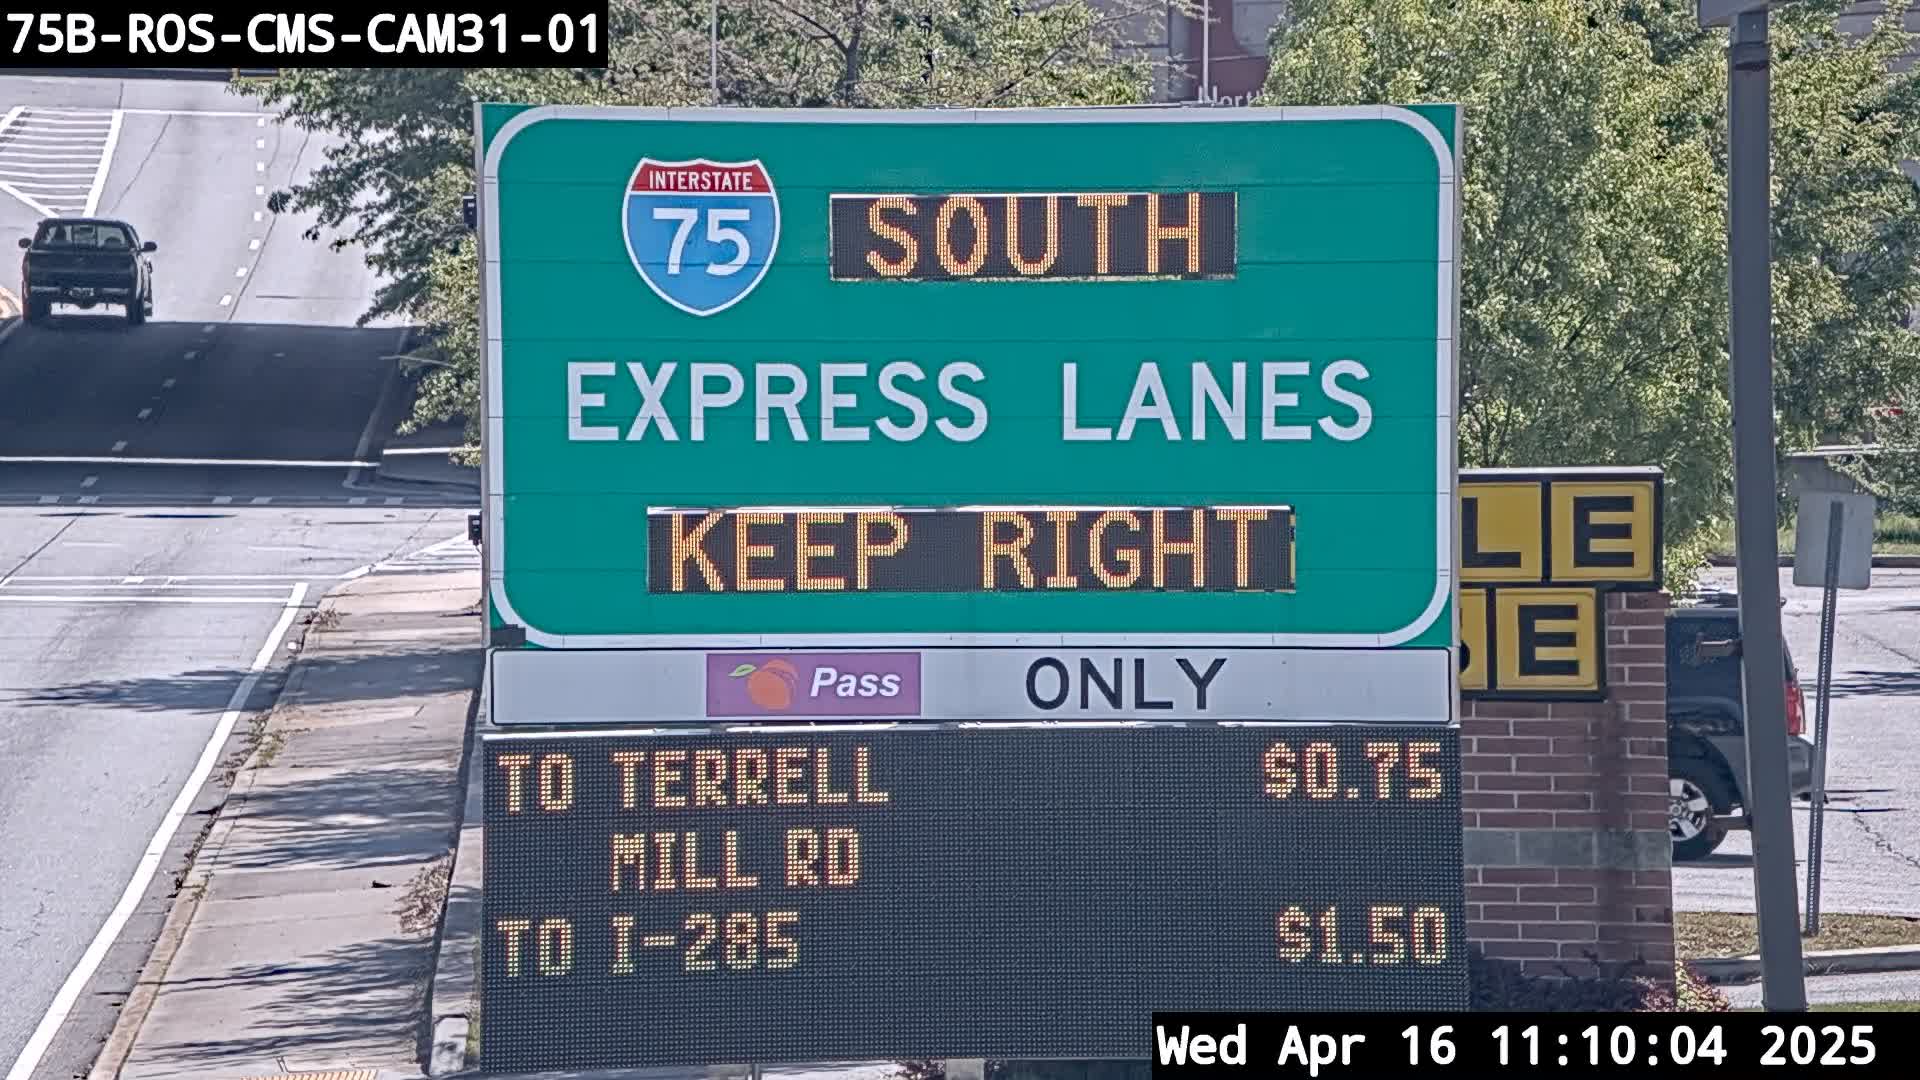 75B-ROS-CMS-CAM31-01
INTERSTATE
75
SOUTH
EXPRESS LANES
KEEP RIGHT
Pass ONLY
TO TERRELL $0.75
MILL RD
TO I-285 $1.50
LE
E
Wed Apr 16 11:10:04 2025